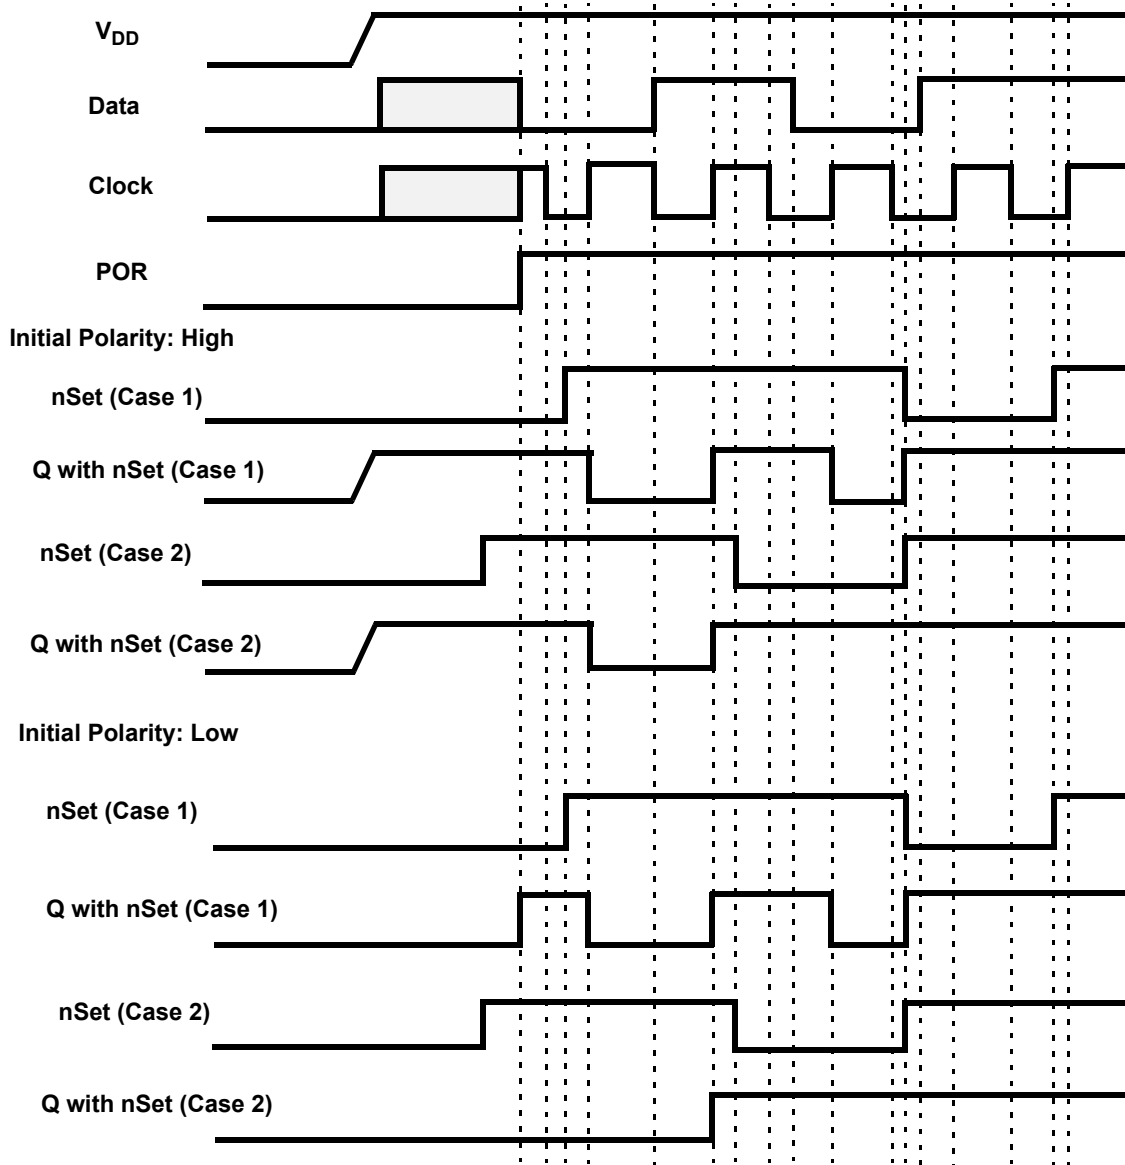 VDD
Data
Clock
POR
Initial Polarity: High
nSet (Case 1)
Q with nSet (Case 1)
nSet (Case 2)
Q with nSet (Case 2)
Initial Polarity: Low
nSet (Case 1)
Q with nSet (Case 1)
nSet (Case 2)
Q with nSet (Case 2)